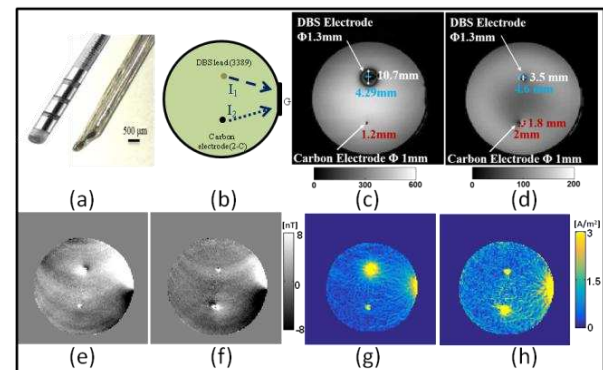 500 μm
(a)
DBS lead(3389)
I₁
I₂
G
Carbon
electrode(2-C)
(b)
DBS Electrode
Φ1.3mm
10.7mm
4.29mm
1.2mm
Carbon Electrode Φ 1mm
0 300 600
(c)
DBS Electrode
Φ1.3mm
3.5 mm
4.6 mm
1.8 mm
2mm
Carbon Electrode Φ 1mm
0 100 200
(d)
[nT]
8
0
-8
(e)
(f)
[A/m²]
3
1.5
0
(g)
(h)